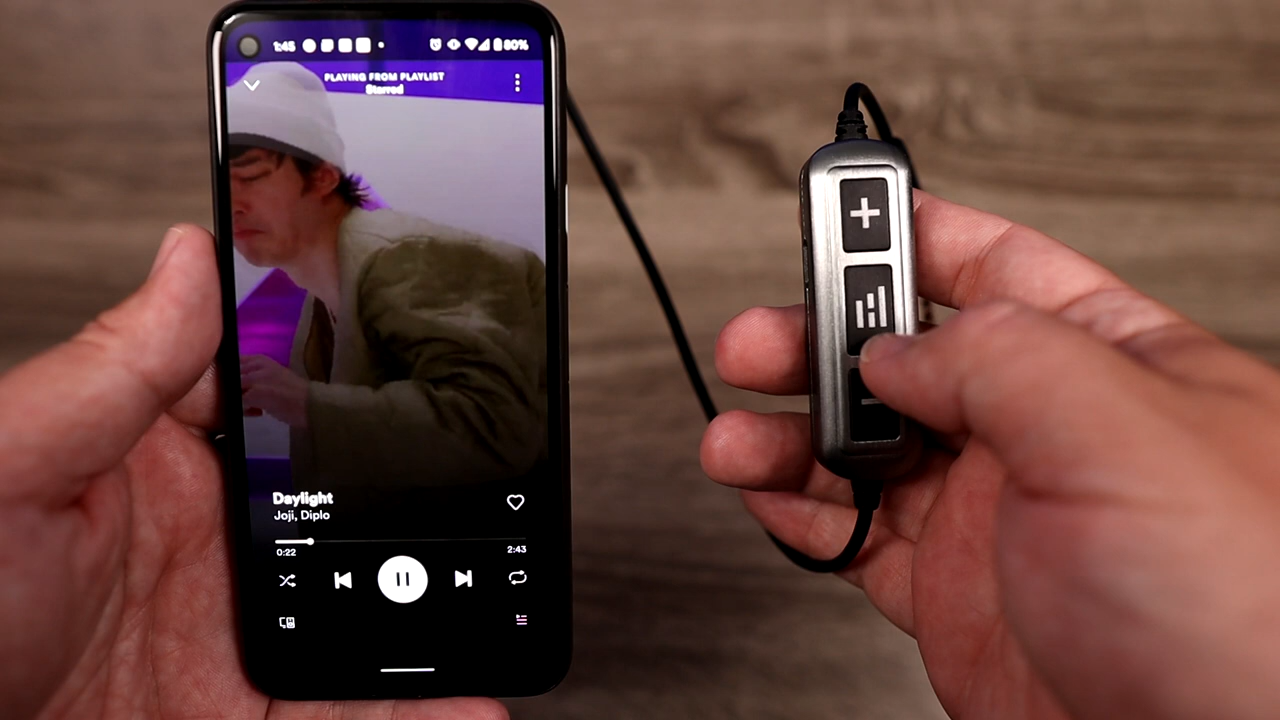 1:45
80%
PLAYING FROM PLAYLIST
Starred
Daylight
Joji, Diplo
0:22
2:43